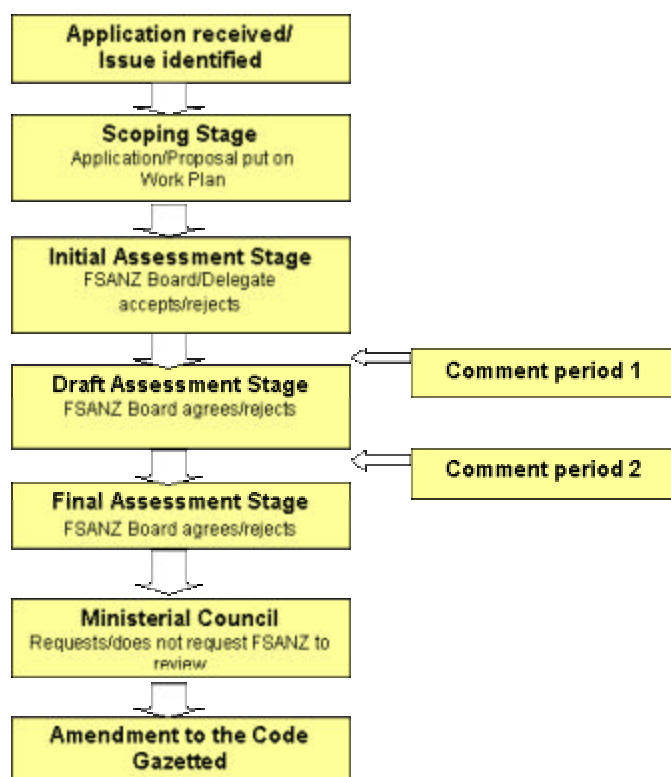 Application received/
Issue identified
Scoping Stage
Application/Proposal put on
Work Plan
Initial Assessment Stage
FSANZ Board/Delegate
accepts/rejects
Comment period 1
Draft Assessment Stage
FSANZ Board agrees/rejects
Comment period 2
Final Assessment Stage
FSANZ Board agrees/rejects
Ministerial Council
Requests/does not request FSANZ to
review
Amendment to the Code
Gazetted